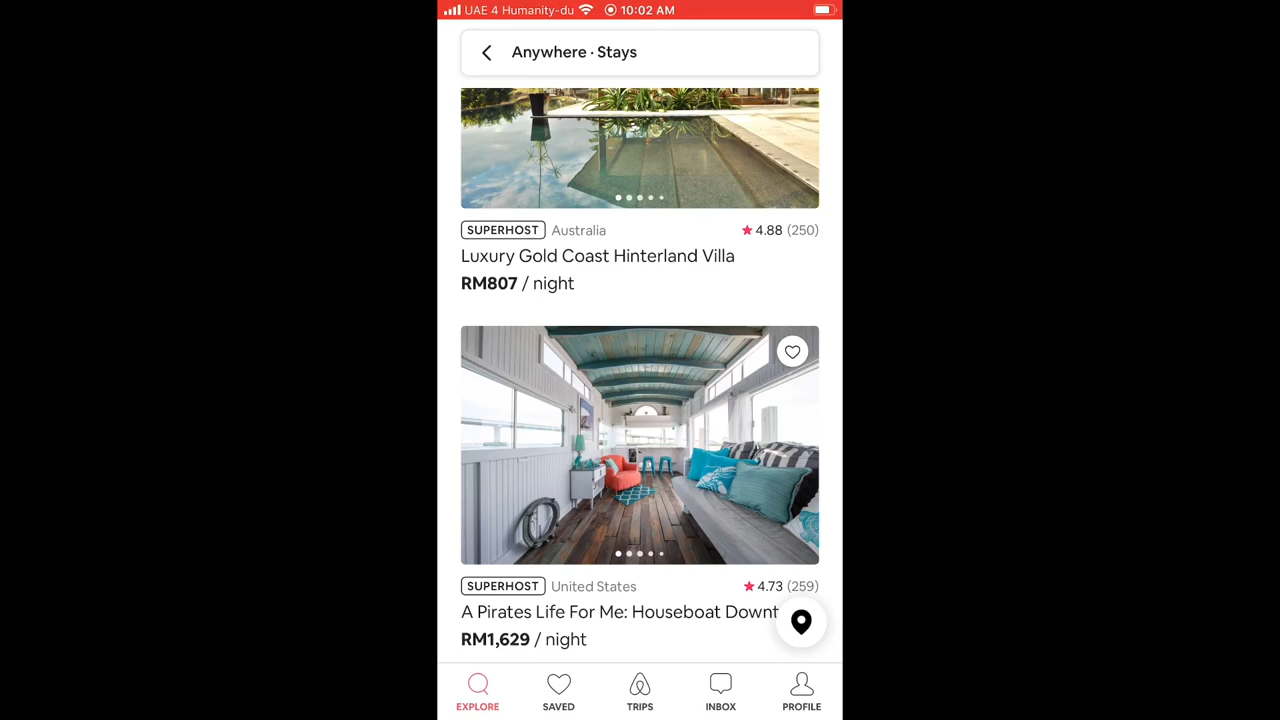 UAE 4 Humanity-du 10:02 AM
Anywhere · Stays
SUPERHOST Australia ★ 4.88 (250)
Luxury Gold Coast Hinterland Villa
RM807 / night
SUPERHOST United States ★ 4.73 (259)
A Pirates Life For Me: Houseboat Downt
RM1,629 / night
EXPLORE SAVED TRIPS INBOX PROFILE